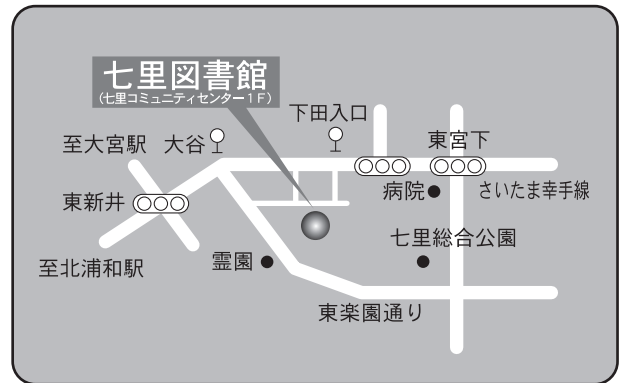 七里図書館
(七里コミュニティセンター1F)
下田入口
至大宮駅
大谷
東宮下
東新井
病院
さいたま幸手線
七里総合公園
霊園
至北浦和駅
東楽園通り